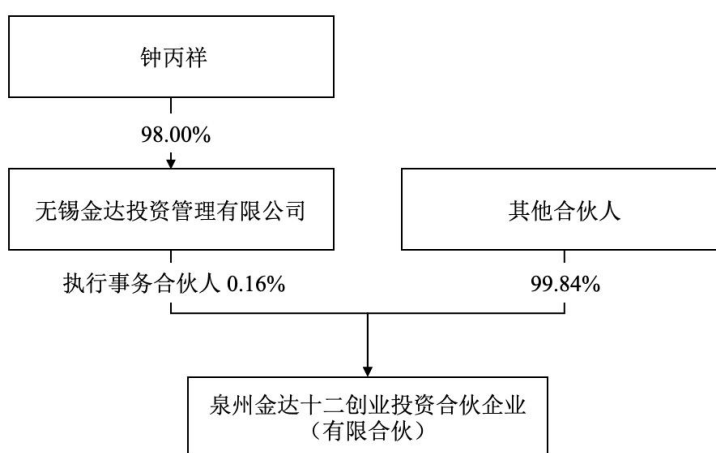 钟丙祥
98.00%
无锡金达投资管理有限公司
其他合伙人
执行事务合伙人 0.16%
99.84%
泉州金达十二创业投资合伙企业
（有限合伙）